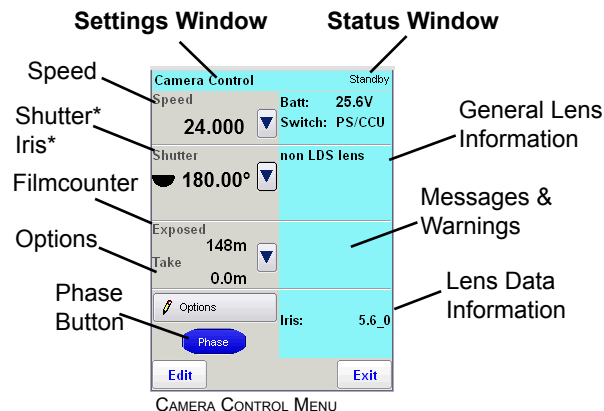 Settings Window Status Window
Speed
Shutter*
Iris*
Filmcounter
Options
Phase
Button
Camera Control Standby
Speed
24.000
Batt: 25.6V
Switch: PS/CCU
Shutter
180.00°
non LDS lens
Exposed
148m
Take
0.0m
Options
Phase
Iris: 5.6_0
Edit Exit
General Lens
Information
Messages &
Warnings
Lens Data
Information
CAMERA CONTROL MENU